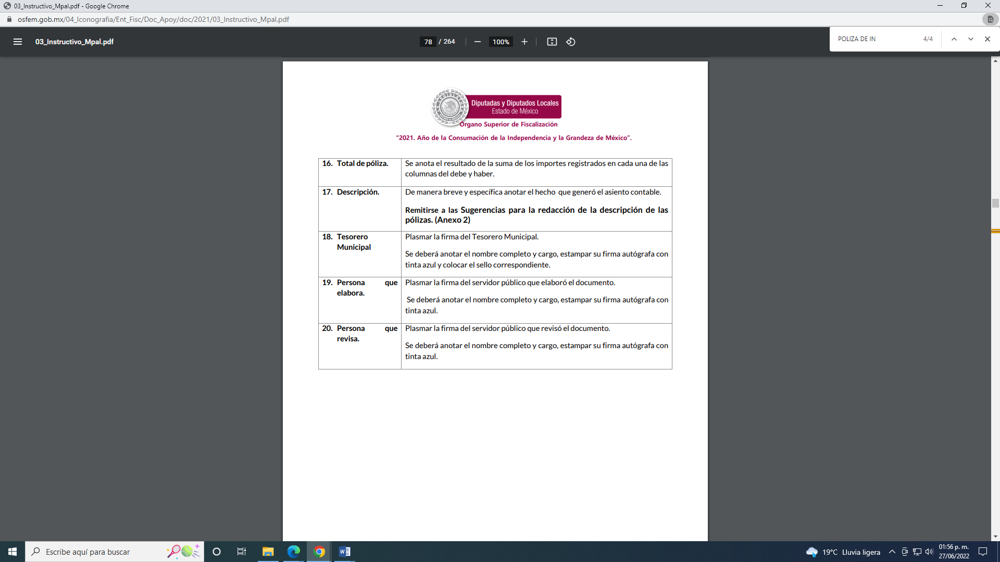 03_Instructivo_Mpal.pdf - Google Chrome
osfem.gob.mx/04_Iconografia/Ent_Fisc/Doc_Apoy/doc/2021/03_Instructivo_Mpal.pdf
03_Instructivo_Mpal.pdf
78 / 264
100%
POLIZA DE IN
4/4
Diputadas y Diputados Locales
Estado de México
Órgano Superior de Fiscalización
“2021. Año de la Consumación de la Independencia y la Grandeza de México”.
16. Total de póliza.
Se anota el resultado de la suma de los importes registrados en cada una de las
columnas del debe y haber.
17. Descripción.
De manera breve y específica anotar el hecho que generó el asiento contable.
Remitirse a las Sugerencias para la redacción de la descripción de las
pólizas. (Anexo 2)
18. Tesorero
Municipal
Plasmar la firma del Tesorero Municipal.
Se deberá anotar el nombre completo y cargo, estampar su firma autógrafa con
tinta azul y colocar el sello correspondiente.
19. Persona que
elabora.
Plasmar la firma del servidor público que elaboró el documento.
Se deberá anotar el nombre completo y cargo, estampar su firma autógrafa con
tinta azul.
20. Persona que
revisa.
Plasmar la firma del servidor público que revisó el documento.
Se deberá anotar el nombre completo y cargo, estampar su firma autógrafa con
tinta azul.
Escribe aquí para buscar
19°C Lluvia ligera
01:56 p. m.
27/06/2022